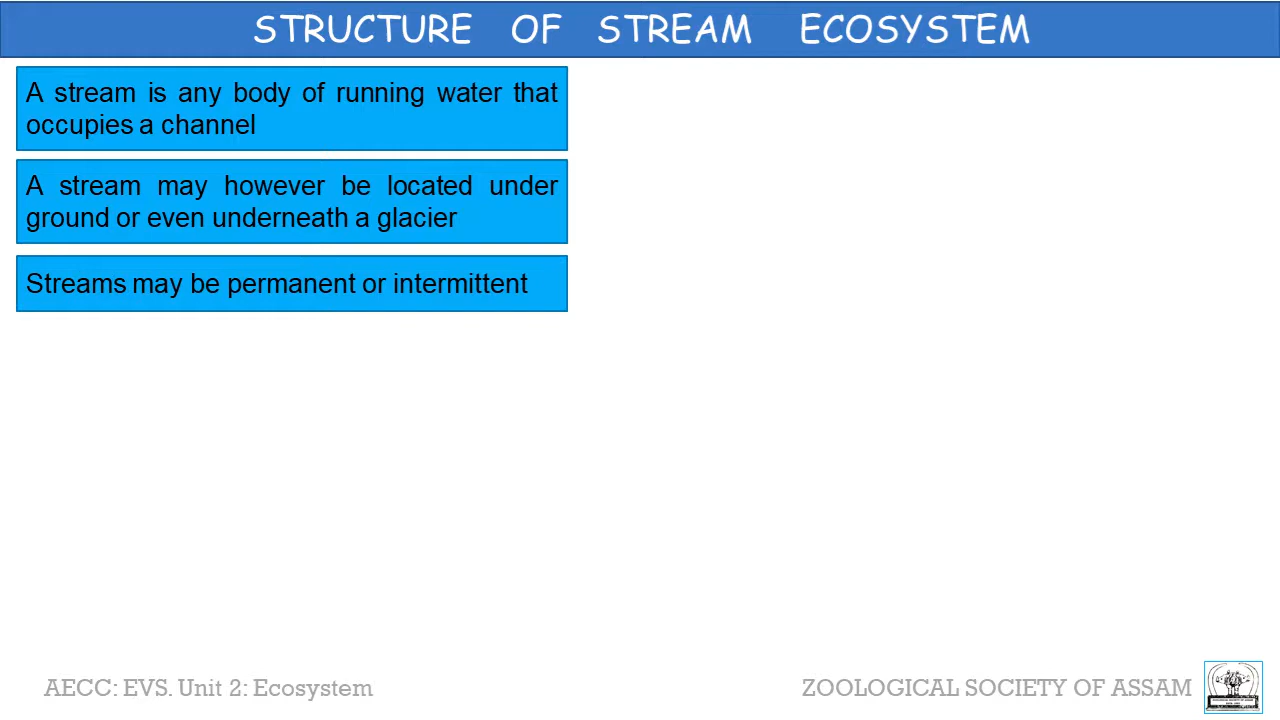 STRUCTURE OF STREAM ECOSYSTEM
A stream is any body of running water that
occupies a channel
A stream may however be located under
ground or even underneath a glacier
Streams may be permanent or intermittent
AECC: EVS. Unit 2: Ecosystem
ZOOLOGICAL SOCIETY OF ASSAM